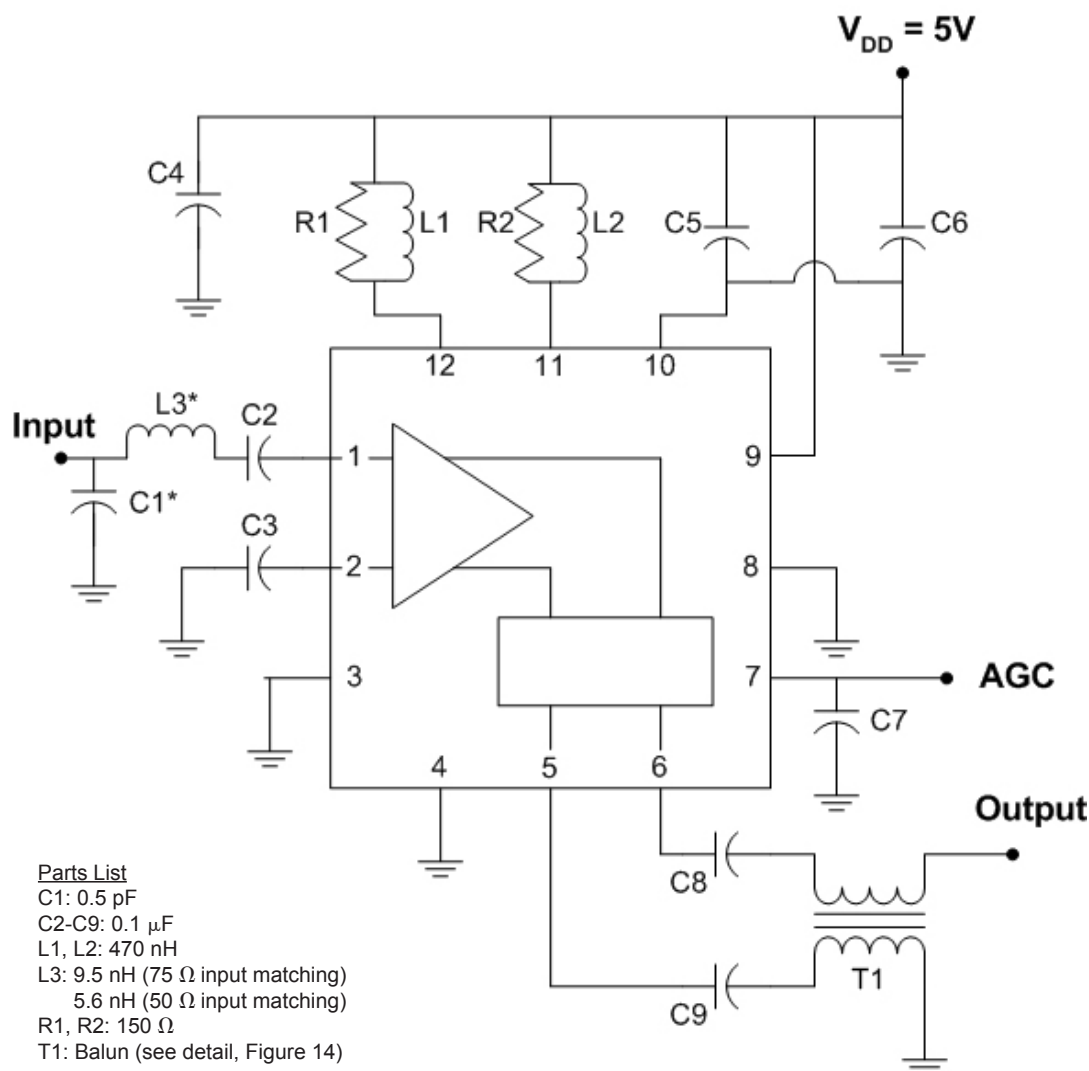 V_DD = 5V
C4
R1
L1
R2
L2
C5
C6
12
11
10
Input
L3*
C2
1
9
C1*
C3
2
8
3
7
AGC
C7
4
5
6
Output
C8
C9
T1
Parts List
C1: 0.5 pF
C2-C9: 0.1 μF
L1, L2: 470 nH
L3: 9.5 nH (75 Ω input matching)
5.6 nH (50 Ω input matching)
R1, R2: 150 Ω
T1: Balun (see detail, Figure 14)